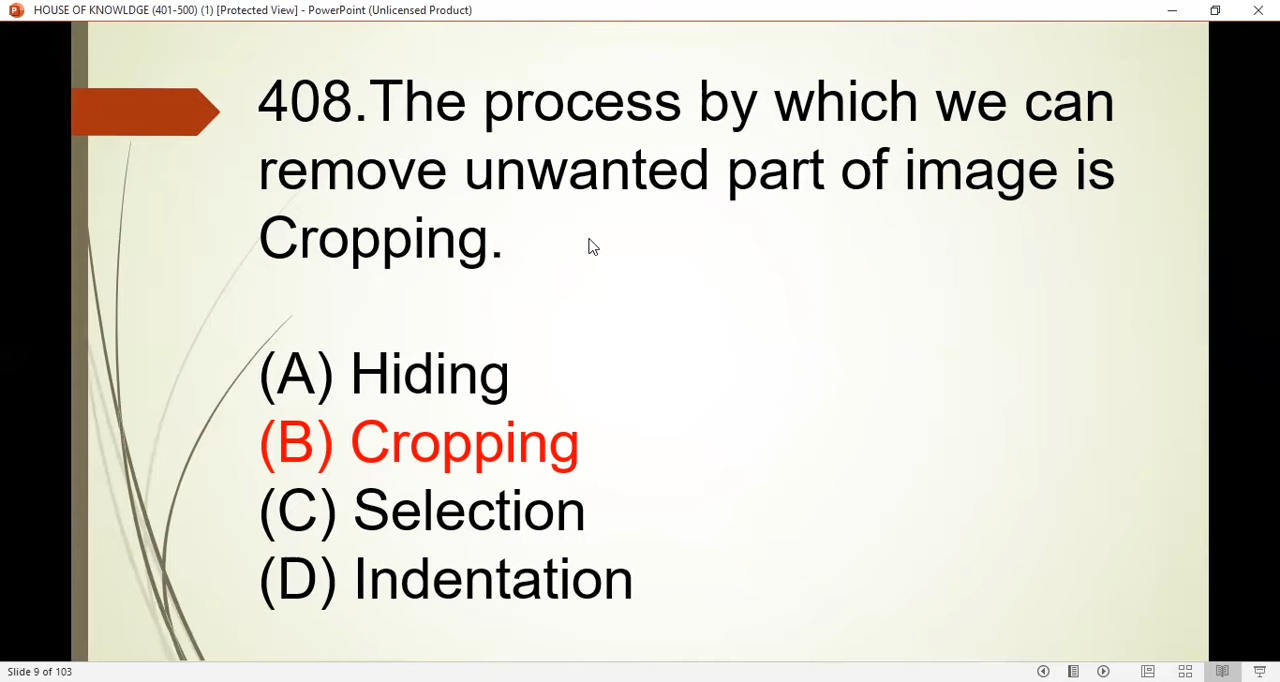 HOUSE OF KNOWLDGE (401-500) (1) [Protected View] - PowerPoint (Unlicensed Product)
408.The process by which we can
remove unwanted part of image is
Cropping.
(A) Hiding
(B) Cropping
(C) Selection
(D) Indentation
Slide 9 of 103